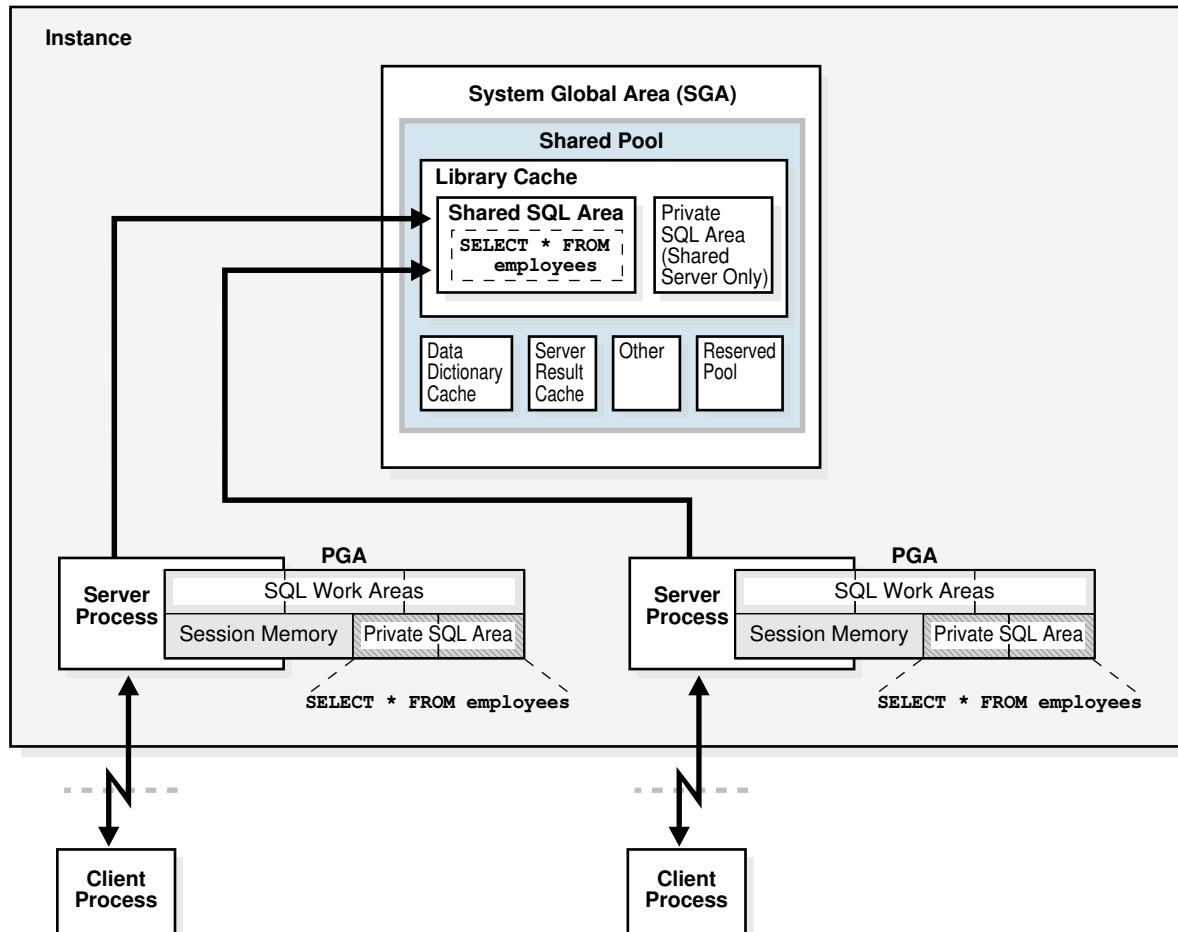 Instance
System Global Area (SGA)
Shared Pool
Library Cache
Shared SQL Area
SELECT * FROM
employees
Private
SQL Area
(Shared
Server Only)
Data
Dictionary
Cache
Server
Result
Cache
Other
Reserved
Pool
PGA
Server
Process
SQL Work Areas
Session Memory
Private SQL Area
SELECT * FROM employees
PGA
Server
Process
SQL Work Areas
Session Memory
Private SQL Area
SELECT * FROM employees
Client
Process
Client
Process